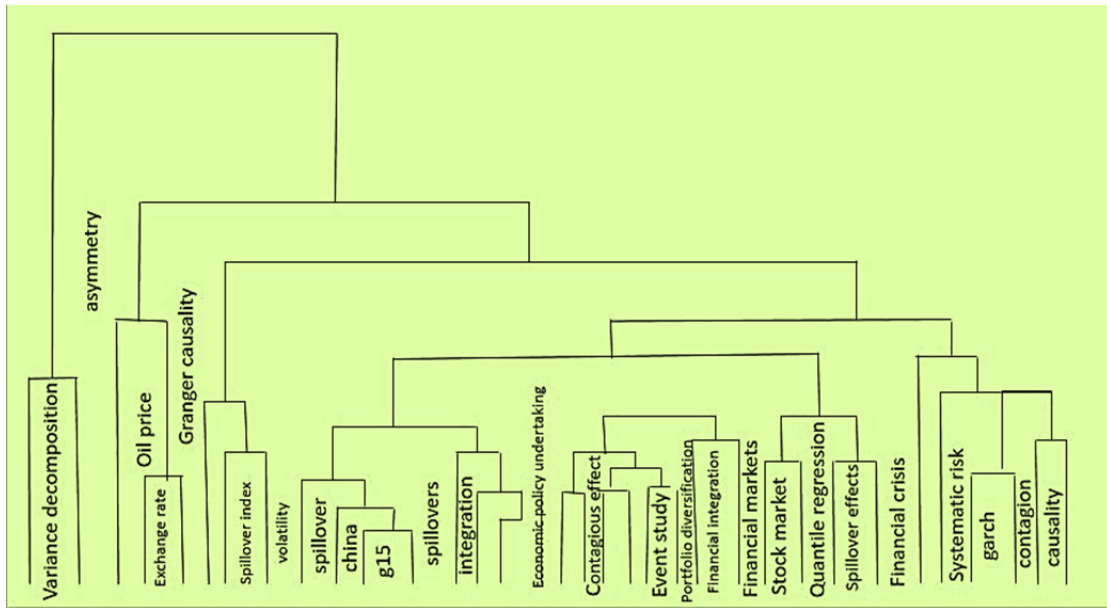 Variance decomposition
asymmetry
Oil price
Exchange rate
Granger causality
Spillover index
volatility
spillover
china
g15
spillovers
integration
Economic policy undertaking
Contagious effect
Event study
Portfolio diversification
Financial integration
Financial markets
Stock market
Quantile regression
Spillover effects
Financial crisis
Systematic risk
garch
contagion
causality